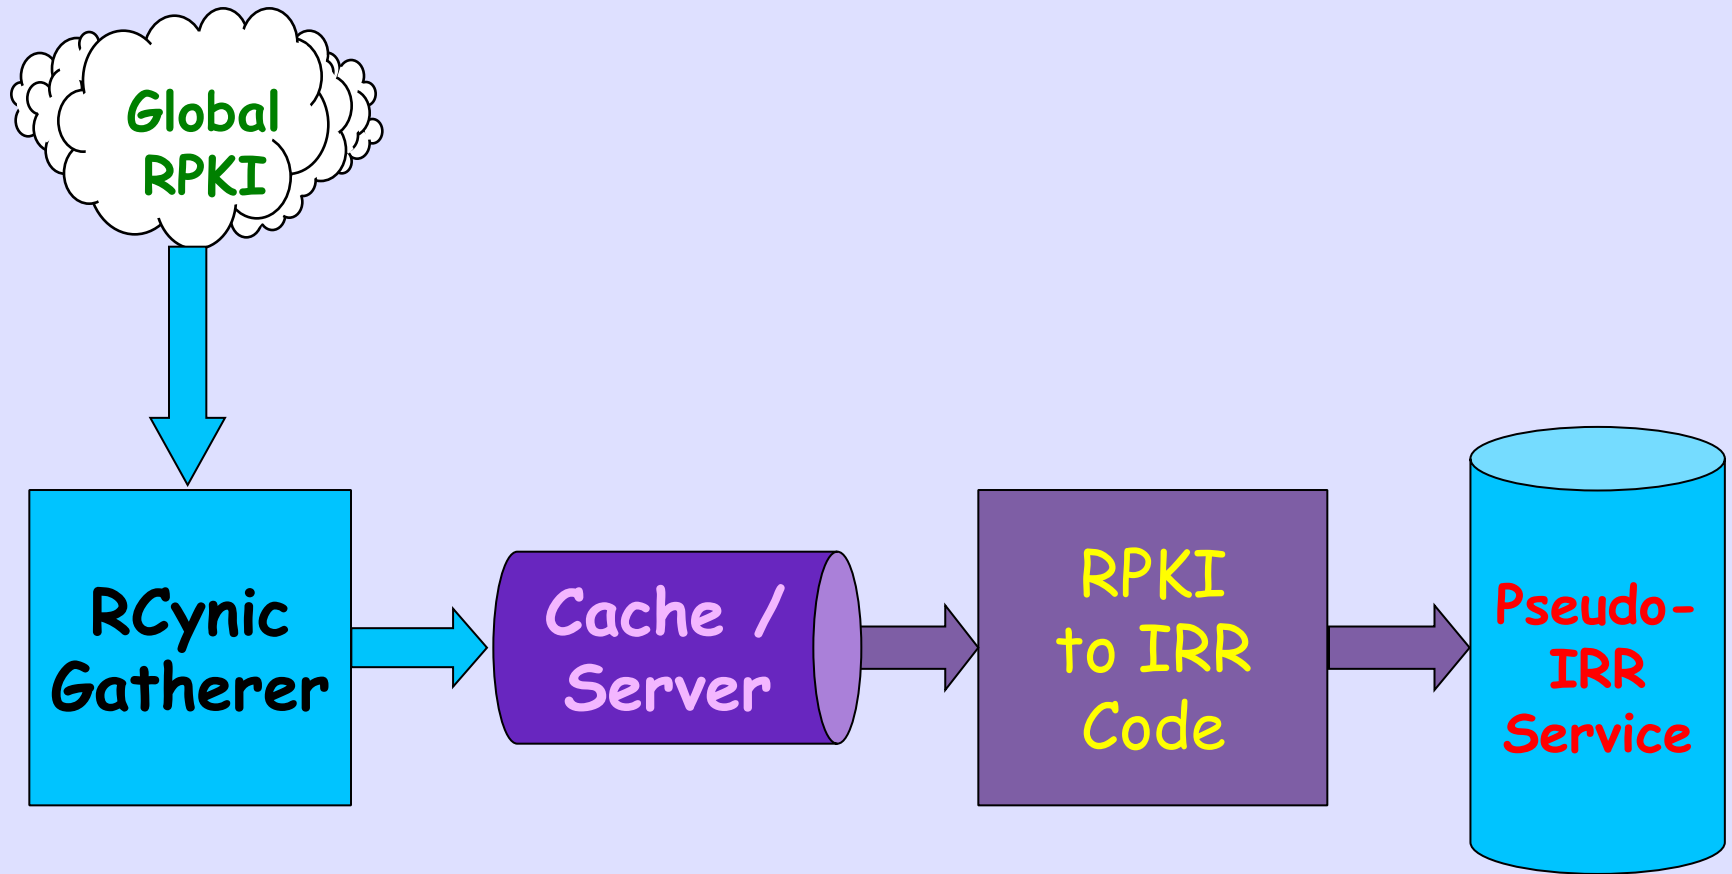 Global
RPKI
RCynic
Gatherer
Cache /
Server
RPKI
to IRR
Code
Pseudo-
IRR
Service